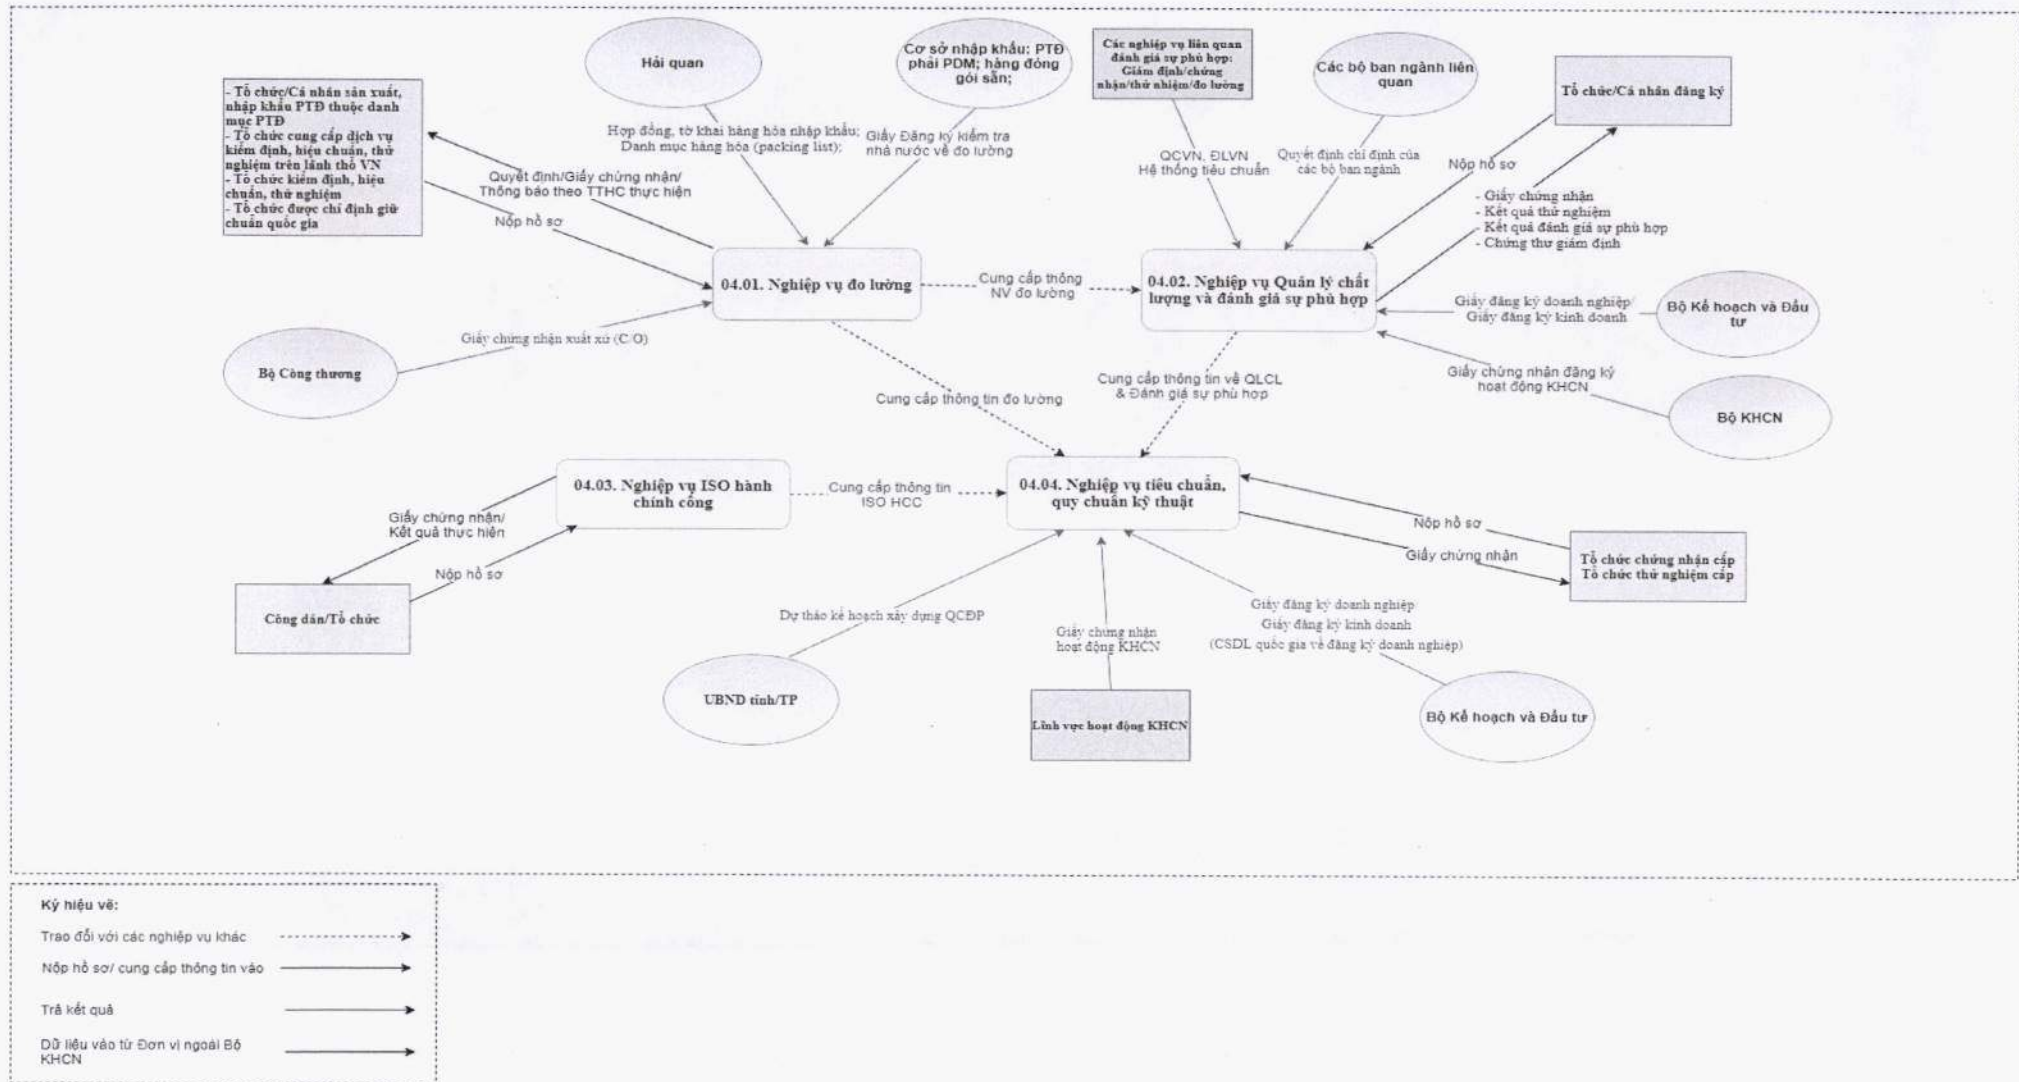 Hải quan
Cơ sở nhập khẩu: PTĐ
phải PDM; hàng đóng
gói sẵn;
Các nghiệp vụ liên quan
đánh giá sự phù hợp:
Giám định/chứng
nhận/thử nhiệm/đo lường
Các bộ ban ngành liên
quan
Tổ chức/Cá nhân đăng ký
- Tổ chức/Cá nhân sản xuất,
nhập khẩu PTĐ thuộc danh
mục PTĐ
- Tổ chức cung cấp dịch vụ
kiểm định, hiệu chuẩn, thử
nghiệm trên lãnh thổ VN
- Tổ chức kiểm định, hiệu
chuẩn, thử nghiệm
- Tổ chức được chỉ định giữ
chuẩn quốc gia
Hợp đồng, tờ khai hàng hóa nhập khẩu;
Danh mục hàng hóa (packing list);
Giấy Đăng ký kiểm tra
nhà nước về đo lường
QCVN, ĐLVN
Hệ thống tiêu chuẩn
Quyết định chỉ định của
các bộ ban ngành
Nộp hồ sơ
- Giấy chứng nhận
- Kết quả thử nghiệm
- Kết quả đánh giá sự phù hợp
- Chứng thư giám định
Quyết định/Giấy chứng nhận/
Thông báo theo TTHC thực hiện
Nộp hồ sơ
04.01. Nghiệp vụ đo lường
Cung cấp thông
NV đo lường
04.02. Nghiệp vụ Quản lý chất
lượng và đánh giá sự phù hợp
Giấy đăng ký doanh nghiệp/
Giấy đăng ký kinh doanh
Bộ Kế hoạch và Đầu
tư
Giấy chứng nhận xuất xứ (C/O)
Bộ Công thương
Cung cấp thông tin đo lường
Cung cấp thông tin về QLCL
& Đánh giá sự phù hợp
Giấy chứng nhận đăng ký
hoạt động KHCN
Bộ KHCN
04.03. Nghiệp vụ ISO hành
chính công
Cung cấp thông tin
ISO HCC
04.04. Nghiệp vụ tiêu chuẩn,
quy chuẩn kỹ thuật
Giấy chứng nhận/
Kết quả thực hiện
Nộp hồ sơ
Công dân/Tổ chức
Nộp hồ sơ
Giấy chứng nhận
Tổ chức chứng nhận cấp
Tổ chức thử nghiệm cấp
Dự thảo kế hoạch xây dựng QCĐP
Giấy chứng nhận
hoạt động KHCN
Giấy đăng ký doanh nghiệp
Giấy đăng ký kinh doanh
(CSDL quốc gia về đăng ký doanh nghiệp)
UBND tỉnh/TP
Lĩnh vực hoạt động KHCN
Bộ Kế hoạch và Đầu tư
Ký hiệu vẽ:
Trao đổi với các nghiệp vụ khác
Nộp hồ sơ/ cung cấp thông tin vào
Trả kết quả
Dữ liệu vào từ Đơn vị ngoài Bộ
KHCN